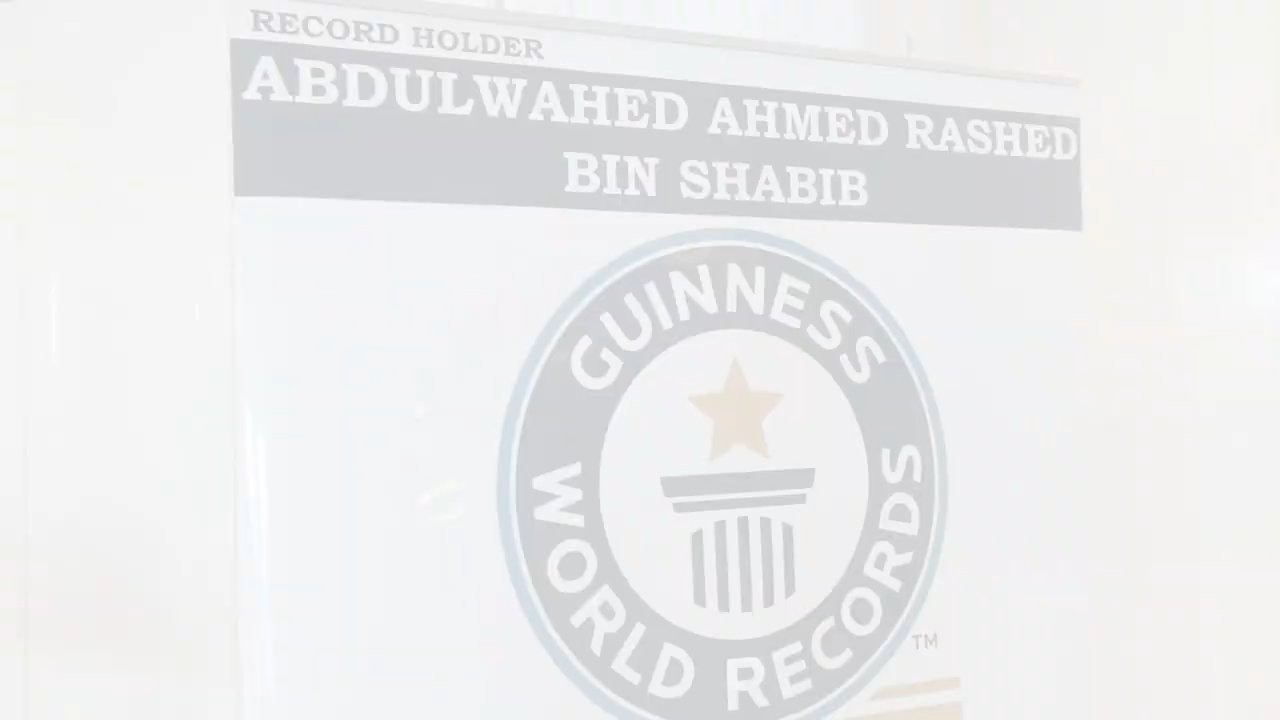 RECORD HOLDER
ABDULWAHED AHMED RASHED
BIN SHABIB
GUINNESS
WORLD RECORDS
TM